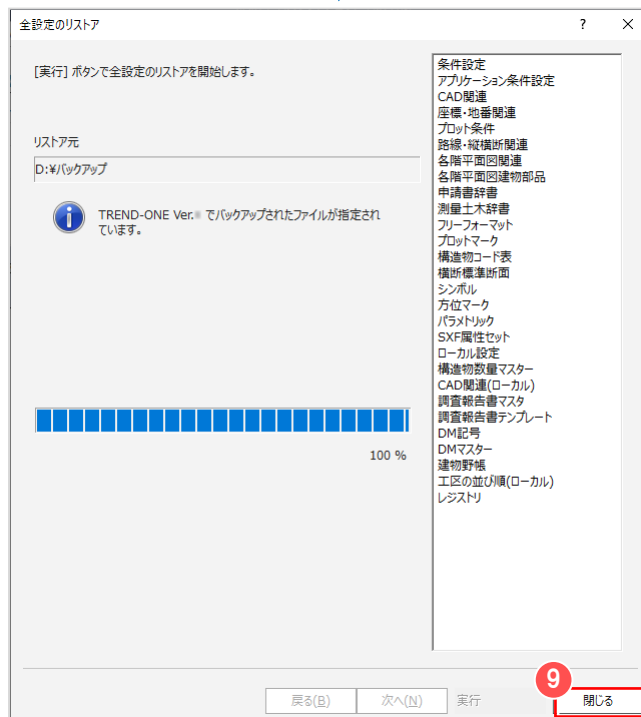 全設定のリストア
? ×
[実行] ボタンで全設定のリストアを開始します。
リストア元
D:¥バックアップ
TREND-ONE Ver. でバックアップされたファイルが指定され
ています。
100 %
条件設定
アプリケーション条件設定
CAD関連
座標・地番関連
プロット条件
路線・縦横断関連
各階平面図関連
各階平面図建物部品
申請書辞書
測量土木辞書
フリーフォーマット
プロットマーク
構造物コード表
横断標準断面
シンボル
方位マーク
パラメトリック
SXF属性セット
ローカル設定
構造物数量マスター
CAD関連(ローカル)
調査報告書マスタ
調査報告書テンプレート
DM記号
DMマスター
建物野帳
工区の並び順(ローカル)
レジストリ
9
戻る(B) 次へ(N) 実行 閉じる